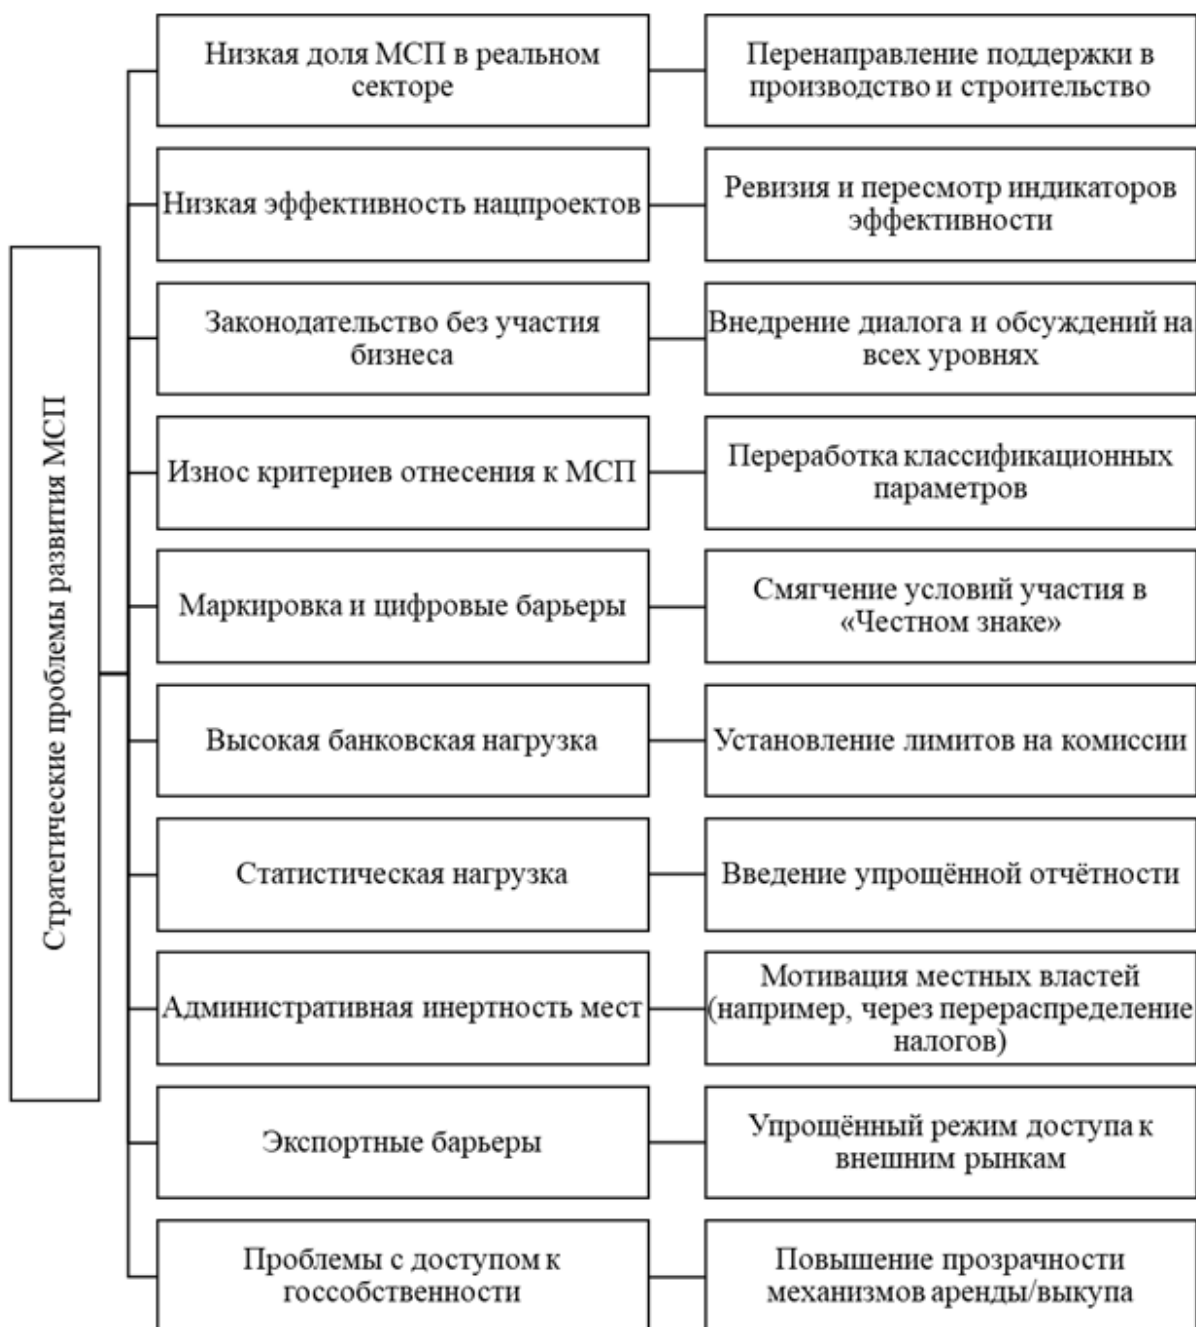 Стратегические проблемы развития МСП
Низкая доля МСП в реальном
секторе
Перенаправление поддержки в
производство и строительство
Низкая эффективность нацпроектов
Ревизия и пересмотр индикаторов
эффективности
Законодательство без участия
бизнеса
Внедрение диалога и обсуждений на
всех уровнях
Износ критериев отнесения к МСП
Переработка классификационных
параметров
Маркировка и цифровые барьеры
Смягчение условий участия в
«Честном знаке»
Высокая банковская нагрузка
Установление лимитов на комиссии
Статистическая нагрузка
Введение упрощённой отчётности
Административная инертность мест
Мотивация местных властей
(например, через перераспределение
налогов)
Экспортные барьеры
Упрощённый режим доступа к
внешним рынкам
Проблемы с доступом к
госсобственности
Повышение прозрачности
механизмов аренды/выкупа